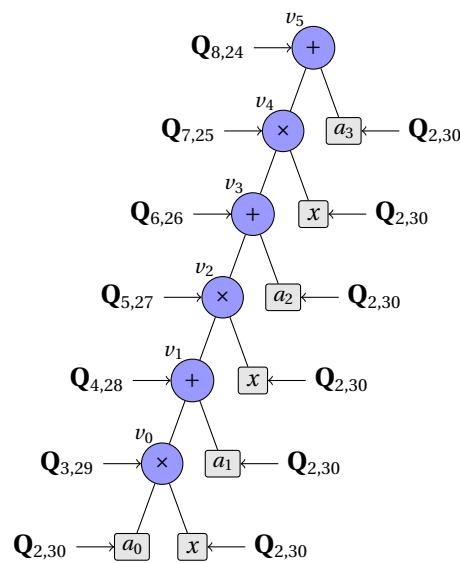 v₅
Q₈,₂₄ +
v₄
Q₇,₂₅ × a₃ Q₂,₃₀
v₃
Q₆,₂₆ + x Q₂,₃₀
v₂
Q₅,₂₇ × a₂ Q₂,₃₀
v₁
Q₄,₂₈ + x Q₂,₃₀
v₀
Q₃,₂₉ × a₁ Q₂,₃₀
Q₂,₃₀ a₀ x Q₂,₃₀